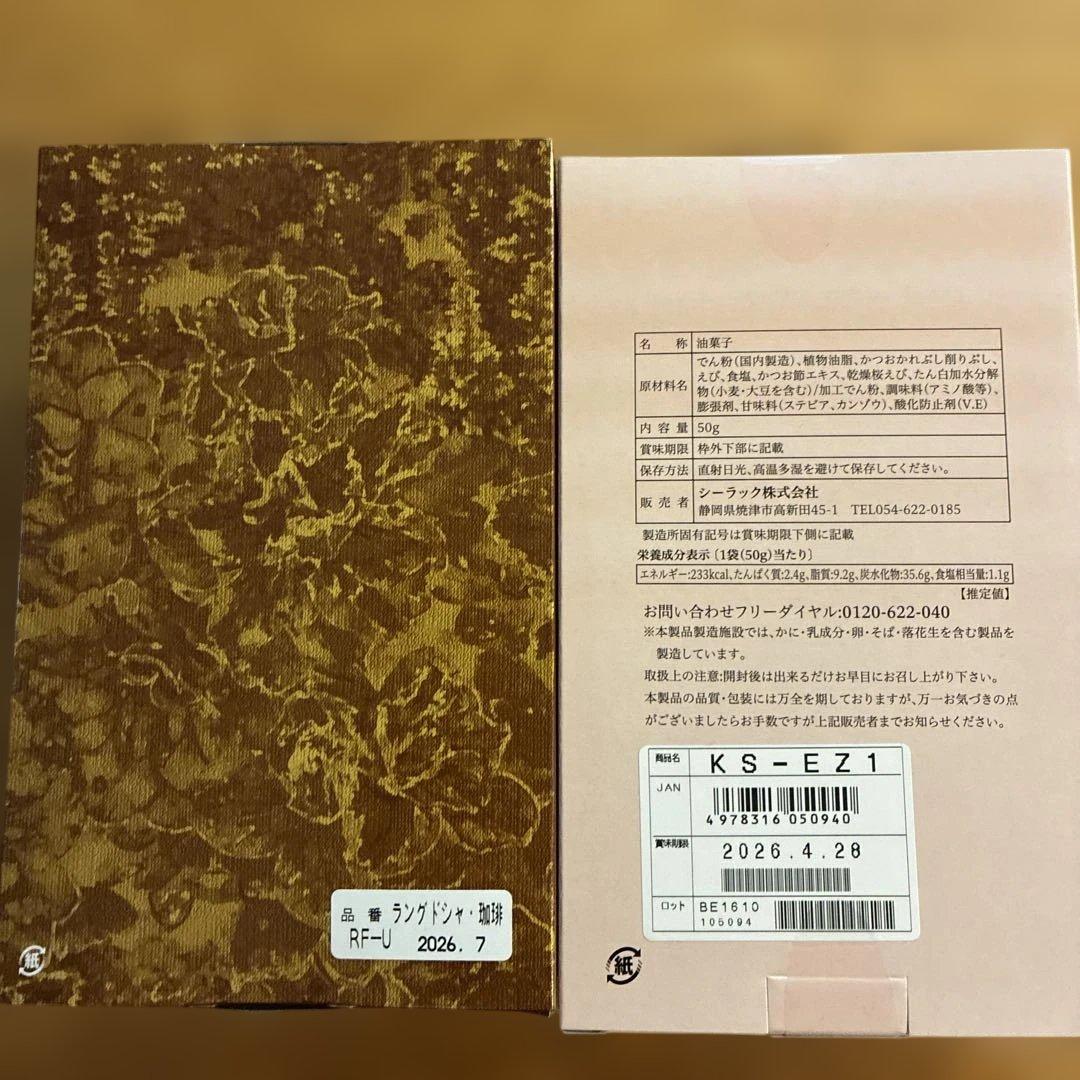 品 番 ラングドシャ・珈琲
RF-U 2026. 7
紙
名 称 油菓子
原材料名 でん粉(国内製造)、植物油脂、かつおかれぶし削りぶし、
えび、食塩、かつお節エキス、乾燥桜えび、たん白加水分解
物(小麦・大豆を含む)/加工でん粉、調味料(アミノ酸等)、
膨張剤、甘味料(ステビア、カンゾウ)、酸化防止剤(V.E)
内 容 量 50g
賞味期限 枠外下部に記載
保存方法 直射日光、高温多湿を避けて保存してください。
販 売 者 シーラック株式会社
静岡県焼津市高新田45-1 TEL054-622-0185
製造所固有記号は賞味期限下側に記載
栄養成分表示〔1袋(50g)当たり〕
エネルギー:233kcal、たんぱく質:2.4g、脂質:9.2g、炭水化物:35.6g、食塩相当量:1.1g
【推定値】
お問い合わせフリーダイヤル:0120-622-040
※本製品製造施設では、かに・乳成分・卵・そば・落花生を含む製品を
製造しています。
取扱上の注意:開封後は出来るだけお早目にお召し上がり下さい。
本製品の品質・包装には万全を期しておりますが、万一お気づきの点
がございましたらお手数ですが上記販売者までお知らせください。
商品名 KS-EZ1
JAN
4978316 050940
賞味期限 2026.4.28
ロット BE1610
105094
紙